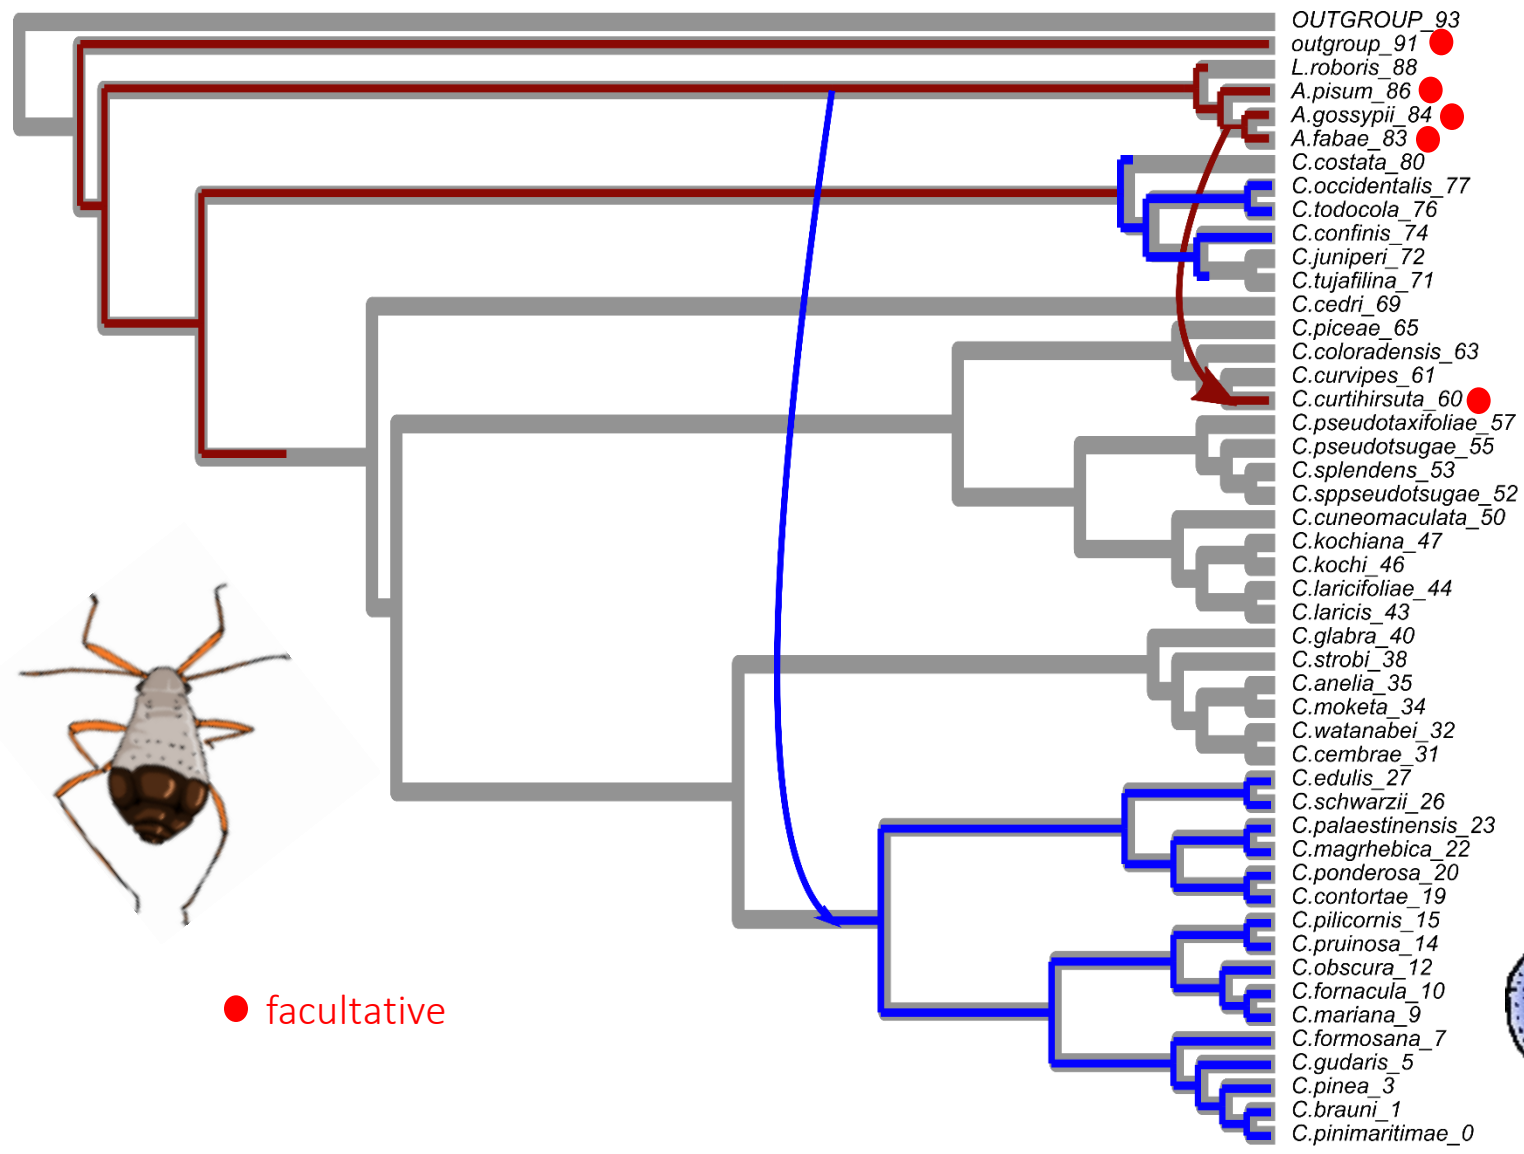 OUTGROUP_93
outgroup_91
L.roboris_88
A.pisum_86
A.gossypii_84
A.fabae_83
C.costata_80
C.occidentalis_77
C.todocola_76
C.confinis_74
C.juniperi_72
C.tujafilina_71
C.cedri_69
C.piceae_65
C.coloradensis_63
C.curvipes_61
C.curtihirsuta_60
C.pseudotaxifoliae_57
C.pseudotsugae_55
C.splendens_53
C.sppseudotsugae_52
C.cuneomaculata_50
C.kochiana_47
C.kochi_46
C.laricifoliae_44
C.laricis_43
C.glabra_40
C.strobi_38
C.anelia_35
C.moketa_34
C.watanabei_32
C.cembrae_31
C.edulis_27
C.schwarzii_26
C.palaestinensis_23
C.magrhebica_22
C.ponderosa_20
C.contortae_19
C.pilicornis_15
C.pruinosa_14
C.obscura_12
C.fornacula_10
C.mariana_9
C.formosana_7
C.gudaris_5
C.pinea_3
C.brauni_1
C.pinimaritimae_0
facultative